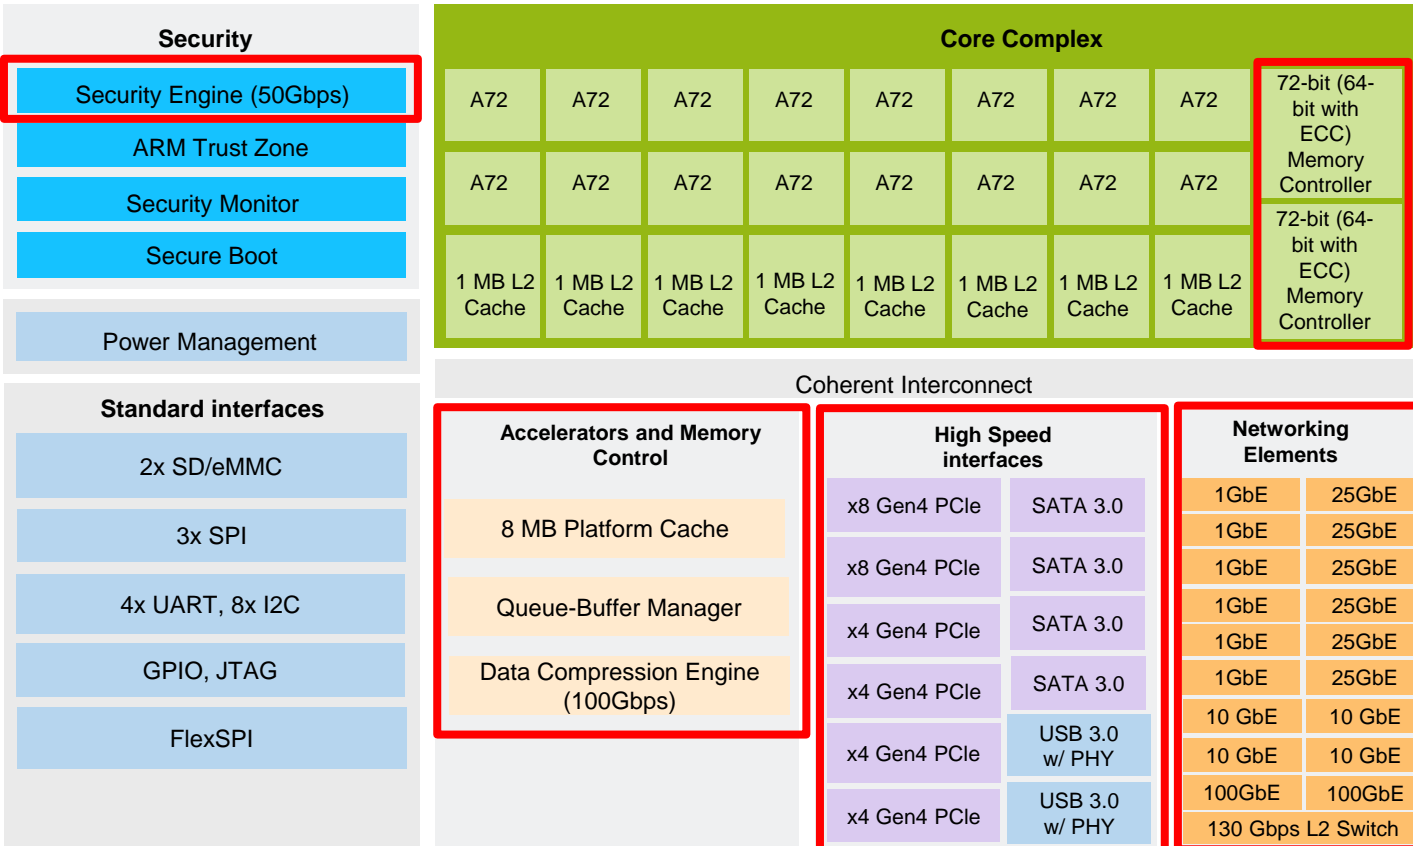 Security
Security Engine (50Gbps)
ARM Trust Zone
Security Monitor
Secure Boot
Power Management
Standard interfaces
2x SD/eMMC
3x SPI
4x UART, 8x I2C
GPIO, JTAG
FlexSPI
Core Complex
A72 A72 A72 A72 A72 A72 A72 A72
A72 A72 A72 A72 A72 A72 A72 A72
1 MB L2 1 MB L2 1 MB L2 1 MB L2 1 MB L2 1 MB L2 1 MB L2 1 MB L2
Cache Cache Cache Cache Cache Cache Cache Cache
72-bit (64-
bit with
ECC)
Memory
Controller
72-bit (64-
bit with
ECC)
Memory
Controller
Coherent Interconnect
Accelerators and Memory
Control
8 MB Platform Cache
Queue-Buffer Manager
Data Compression Engine
(100Gbps)
High Speed
interfaces
x8 Gen4 PCIe
x8 Gen4 PCIe
x4 Gen4 PCIe
x4 Gen4 PCIe
x4 Gen4 PCIe
x4 Gen4 PCIe
SATA 3.0
SATA 3.0
SATA 3.0
SATA 3.0
USB 3.0
w/ PHY
USB 3.0
w/ PHY
Networking
Elements
1GbE 25GbE
1GbE 25GbE
1GbE 25GbE
1GbE 25GbE
1GbE 25GbE
1GbE 25GbE
10 GbE 10 GbE
10 GbE 10 GbE
100GbE 100GbE
130 Gbps L2 Switch